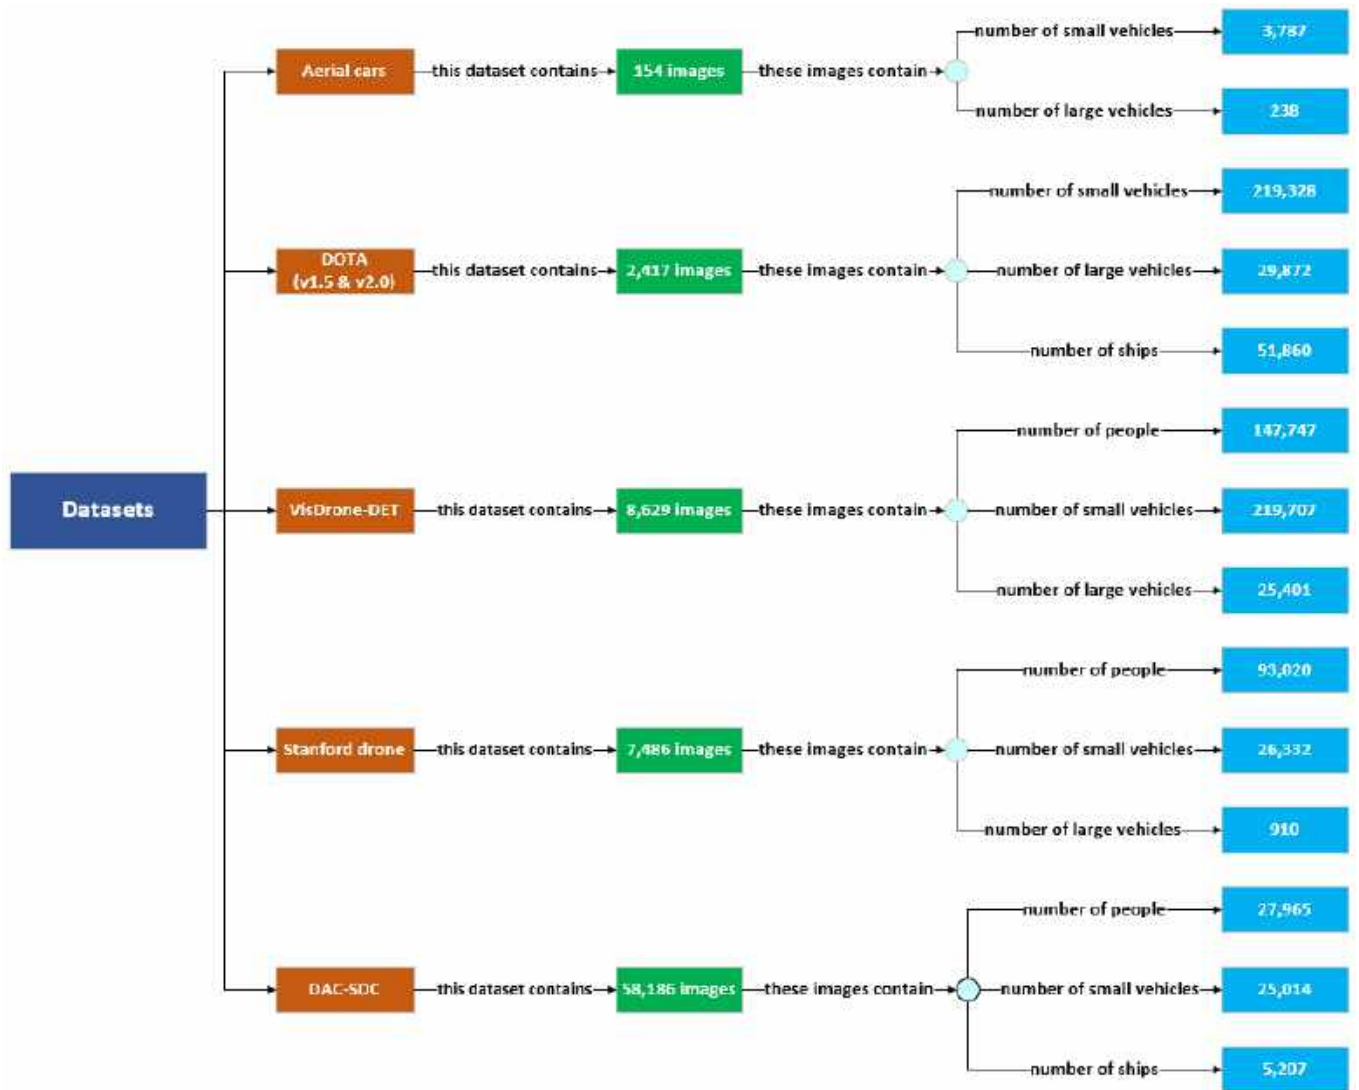 Datasets
Aerial cars
this dataset contains
154 images
these images contain
number of small vehicles
3,787
number of large vehicles
238
DOTA
(v1.5 & v2.0)
this dataset contains
2,417 images
these images contain
number of small vehicles
219,328
number of large vehicles
29,872
number of ships
51,860
VisDrone-DET
this dataset contains
8,629 images
these images contain
number of people
147,747
number of small vehicles
219,707
number of large vehicles
25,401
Stanford drone
this dataset contains
7,486 images
these images contain
number of people
93,020
number of small vehicles
26,332
number of large vehicles
910
DAC-SDC
this dataset contains
58,186 images
these images contain
number of people
27,965
number of small vehicles
25,014
number of ships
5,207